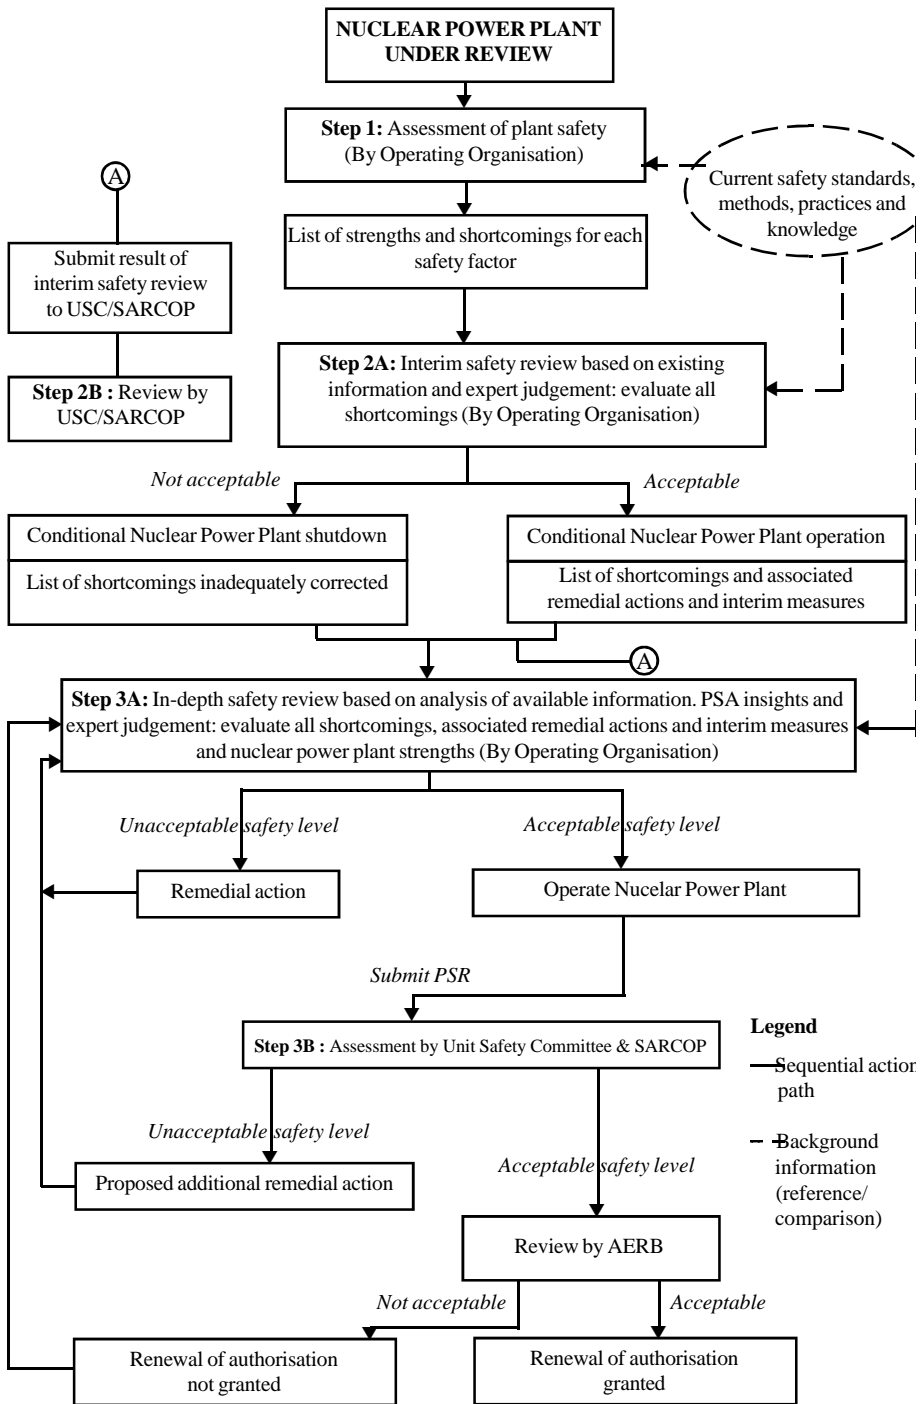 NUCLEAR POWER PLANT
UNDER REVIEW
Step 1: Assessment of plant safety
(By Operating Organisation)
Current safety standards,
methods, practices and
knowledge
A
List of strengths and shortcomings for each
safety factor
Submit result of
interim safety review
to USC/SARCOP
Step 2B : Review by
USC/SARCOP
Step 2A: Interim safety review based on existing
information and expert judgement: evaluate all
shortcomings (By Operating Organisation)
Not acceptable
Acceptable
Conditional Nuclear Power Plant shutdown
List of shortcomings inadequately corrected
Conditional Nuclear Power Plant operation
List of shortcomings and associated
remedial actions and interim measures
A
Step 3A: In-depth safety review based on analysis of available information. PSA insights and
expert judgement: evaluate all shortcomings, associated remedial actions and interim measures
and nuclear power plant strengths (By Operating Organisation)
Unacceptable safety level
Acceptable safety level
Remedial action
Operate Nucelar Power Plant
Submit PSR
Step 3B : Assessment by Unit Safety Committee & SARCOP
Legend
Sequential action
path
Background
information
(reference/
comparison)
Unacceptable safety level
Acceptable safety level
Proposed additional remedial action
Review by AERB
Not acceptable
Acceptable
Renewal of authorisation
not granted
Renewal of authorisation
granted